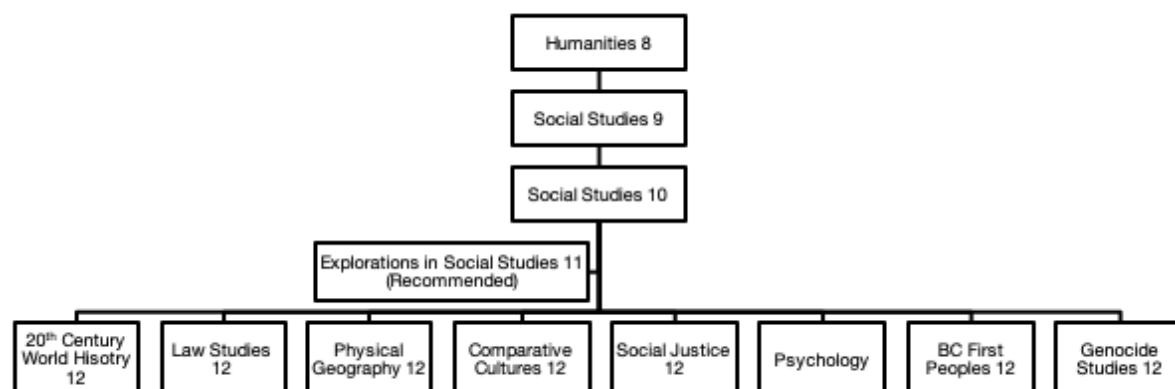 Humanities 8
Social Studies 9
Social Studies 10
Explorations in Social Studies 11
(Recommended)
20th Century
World Hisotry
12
Law Studies
12
Physical
Geography 12
Comparative
Cultures 12
Social Justice
12
Psychology
BC First
Peoples 12
Genocide
Studies 12